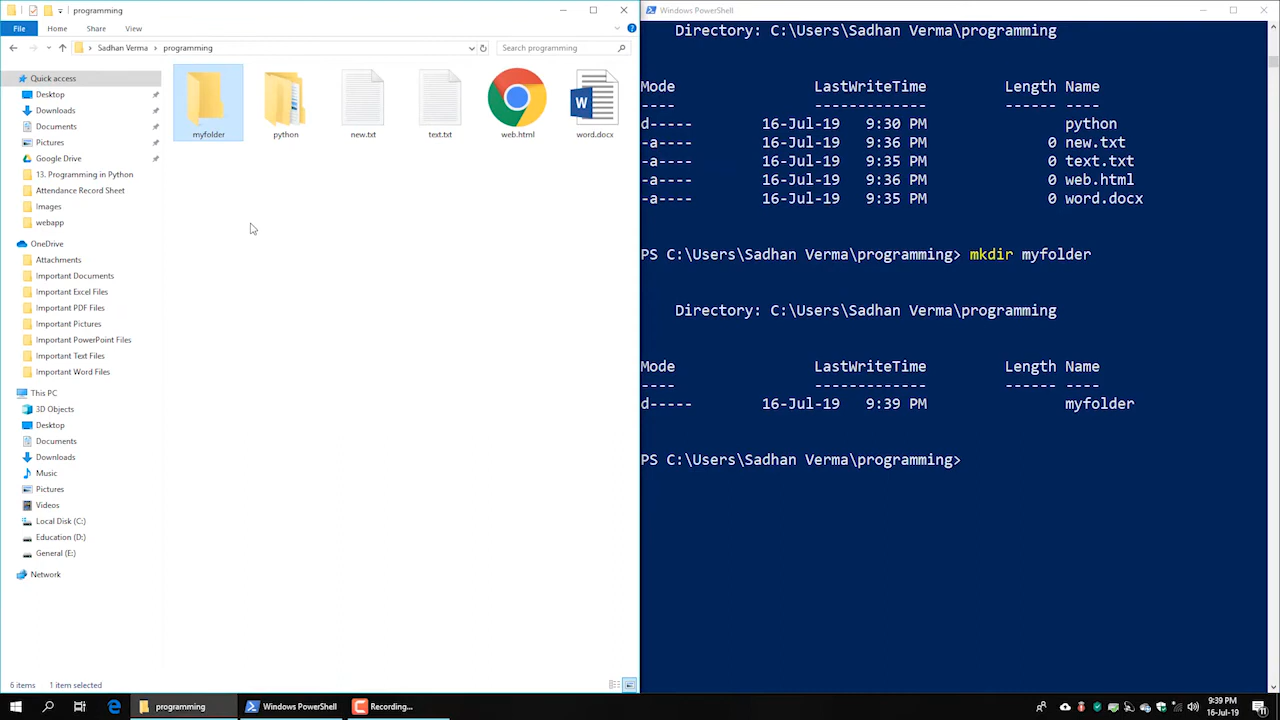 programming
File
Home
Share
View
Sadhan Verma
programming
Search programming
Quick access
Desktop
Downloads
Documents
Pictures
Google Drive
13. Programming in Python
Attendance Record Sheet
Images
webapp
OneDrive
Attachments
Important Documents
Important Excel Files
Important PDF Files
Important Pictures
Important PowerPoint Files
Important Text Files
Important Word Files
This PC
3D Objects
Desktop
Documents
Downloads
Music
Pictures
Videos
Local Disk (C:)
Education (D:)
General (E:)
Network
myfolder
python
new.txt
text.txt
web.html
word.docx
6 items
1 item selected
Windows PowerShell
Directory: C:\Users\Sadhan Verma\programming
Mode LastWriteTime Length Name
---- ------------- ------ ----
d----- 16-Jul-19 9:30 PM python
-a---- 16-Jul-19 9:36 PM 0 new.txt
-a---- 16-Jul-19 9:35 PM 0 text.txt
-a---- 16-Jul-19 9:36 PM 0 web.html
-a---- 16-Jul-19 9:35 PM 0 word.docx
PS C:\Users\Sadhan Verma\programming> mkdir myfolder
Directory: C:\Users\Sadhan Verma\programming
Mode LastWriteTime Length Name
---- ------------- ------ ----
d----- 16-Jul-19 9:39 PM myfolder
PS C:\Users\Sadhan Verma\programming>
programming
Windows PowerShell
Recording...
9:39 PM
16-Jul-19